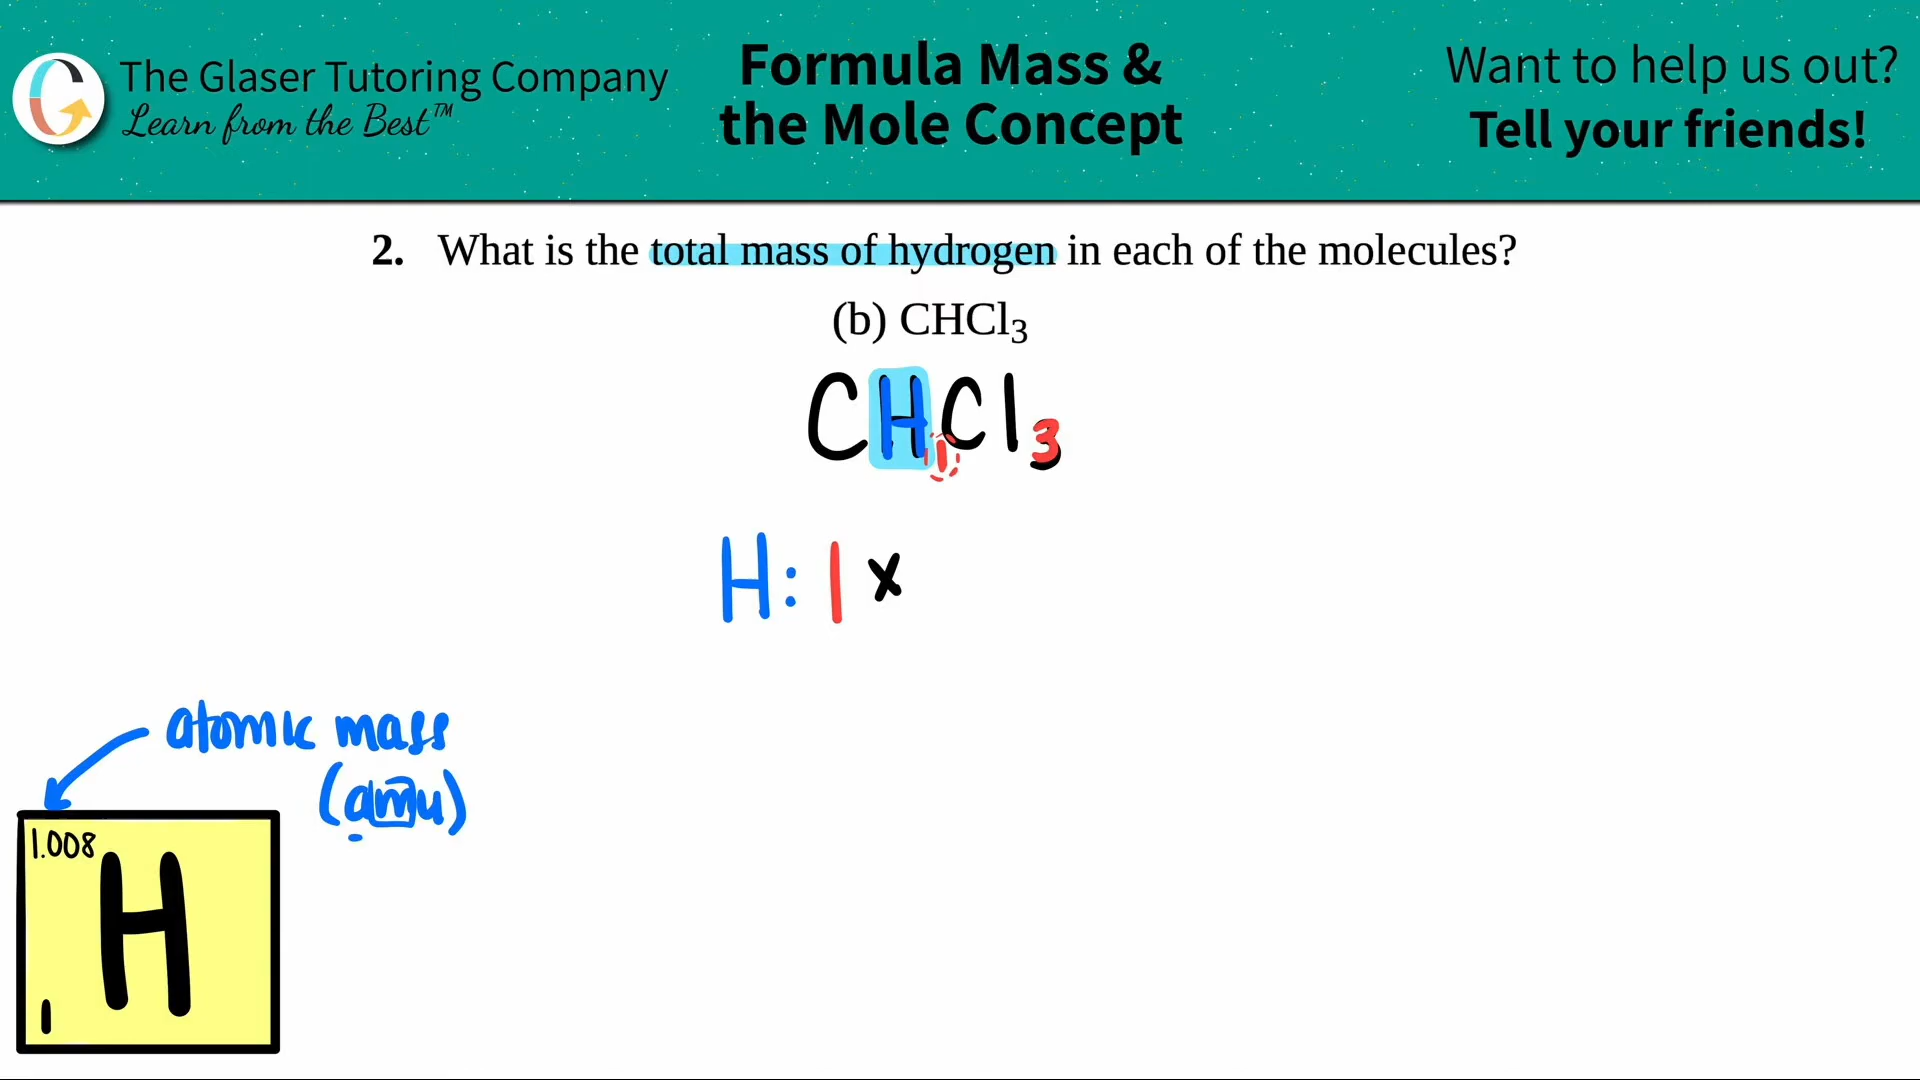 The Glaser Tutoring Company
Learn from the Best™
Formula Mass &
the Mole Concept
Want to help us out?
Tell your friends!
2. What is the total mass of hydrogen in each of the molecules?
(b) CHCl₃
CH₁Cl₃
H: 1 x
atomic mass
(amu)
1.008
H
1